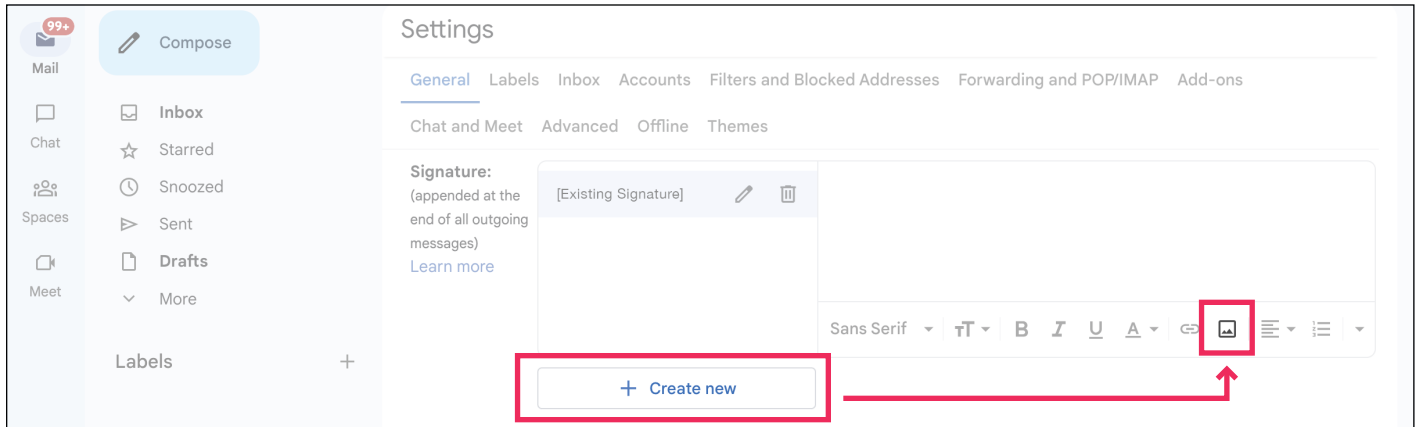 99+
Mail
Chat
Spaces
Meet
Compose
Inbox
Starred
Snoozed
Sent
Drafts
More
Labels +
Settings
General Labels Inbox Accounts Filters and Blocked Addresses Forwarding and POP/IMAP Add-ons
Chat and Meet Advanced Offline Themes
Signature:
(appended at the
end of all outgoing
messages)
Learn more
[Existing Signature]
Sans Serif TT B I U A
+ Create new